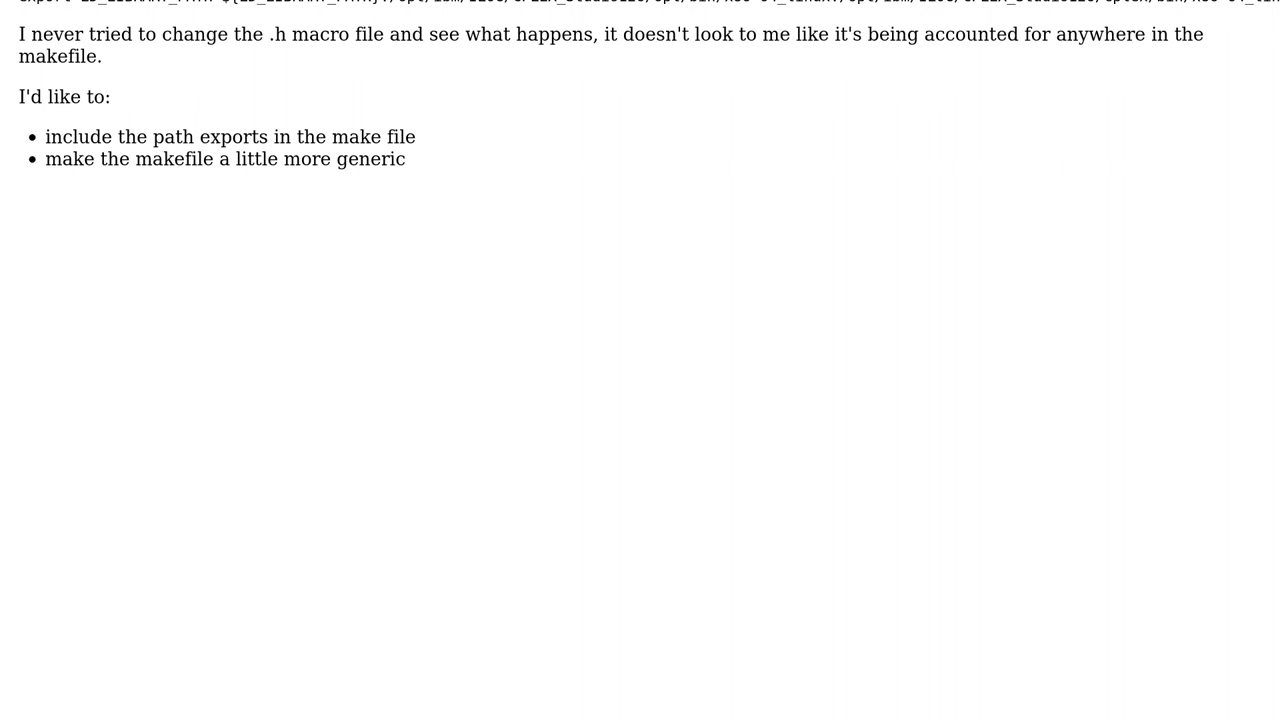 I never tried to change the .h macro file and see what happens, it doesn't look to me like it's being accounted for anywhere in the
makefile.
I'd like to:
• include the path exports in the make file
• make the makefile a little more generic